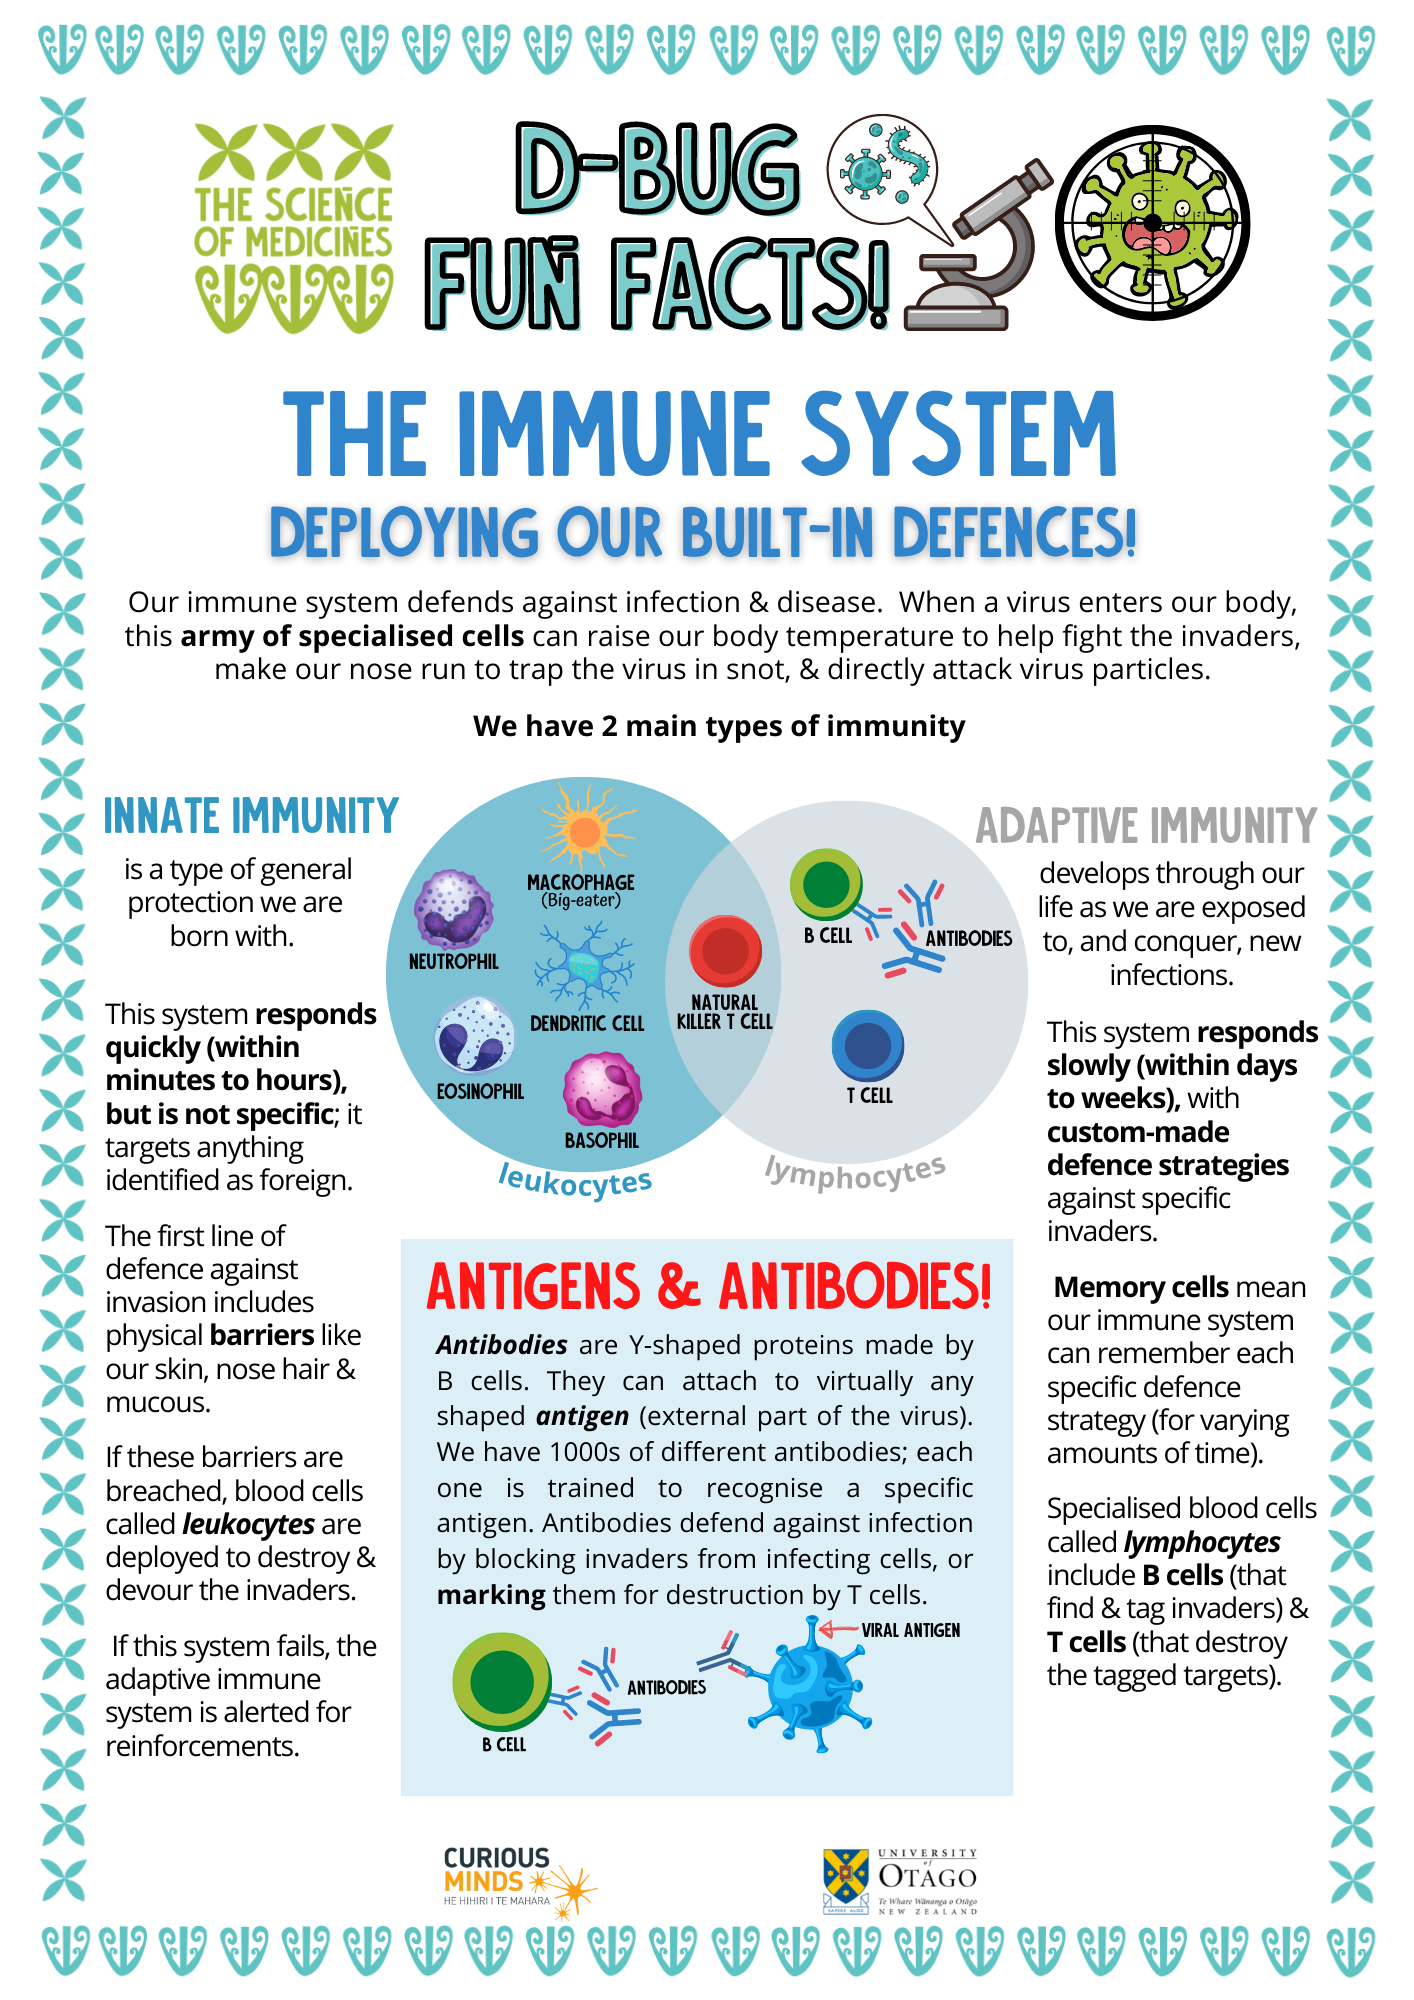 THE SCIENCE
OF MEDICINES
D-BUG
FUN FACTS!
THE IMMUNE SYSTEM
DEPLOYING OUR BUILT-IN DEFENCES!
Our immune system defends against infection & disease. When a virus enters our body,
this army of specialised cells can raise our body temperature to help fight the invaders,
make our nose run to trap the virus in snot, & directly attack virus particles.
We have 2 main types of immunity
INNATE IMMUNITY
is a type of general
protection we are
born with.
This system responds
quickly (within
minutes to hours),
but is not specific; it
targets anything
identified as foreign.
The first line of
defence against
invasion includes
physical barriers like
our skin, nose hair &
mucous.
If these barriers are
breached, blood cells
called leukocytes are
deployed to destroy &
devour the invaders.
If this system fails, the
adaptive immune
system is alerted for
reinforcements.
MACROPHAGE
(Big-eater)
NEUTROPHIL
DENDRITIC CELL
EOSINOPHIL
BASOPHIL
leukocytes
NATURAL
KILLER T CELL
B CELL
ANTIBODIES
T CELL
lymphocytes
ADAPTIVE IMMUNITY
develops through our
life as we are exposed
to, and conquer, new
infections.
This system responds
slowly (within days
to weeks), with
custom-made
defence strategies
against specific
invaders.
Memory cells mean
our immune system
can remember each
specific defence
strategy (for varying
amounts of time).
Specialised blood cells
called lymphocytes
include B cells (that
find & tag invaders) &
T cells (that destroy
the tagged targets).
ANTIGENS & ANTIBODIES!
Antibodies are Y-shaped proteins made by
B cells. They can attach to virtually any
shaped antigen (external part of the virus).
We have 1000s of different antibodies; each
one is trained to recognise a specific
antigen. Antibodies defend against infection
by blocking invaders from infecting cells, or
marking them for destruction by T cells.
VIRAL ANTIGEN
ANTIBODIES
B CELL
CURIOUS
MINDS
HE HIHIRI I TE MAHARA
UNIVERSITY
of
OTAGO
Te Whare Wānanga o Otāgo
NEW ZEALAND
SAPERE AUDE